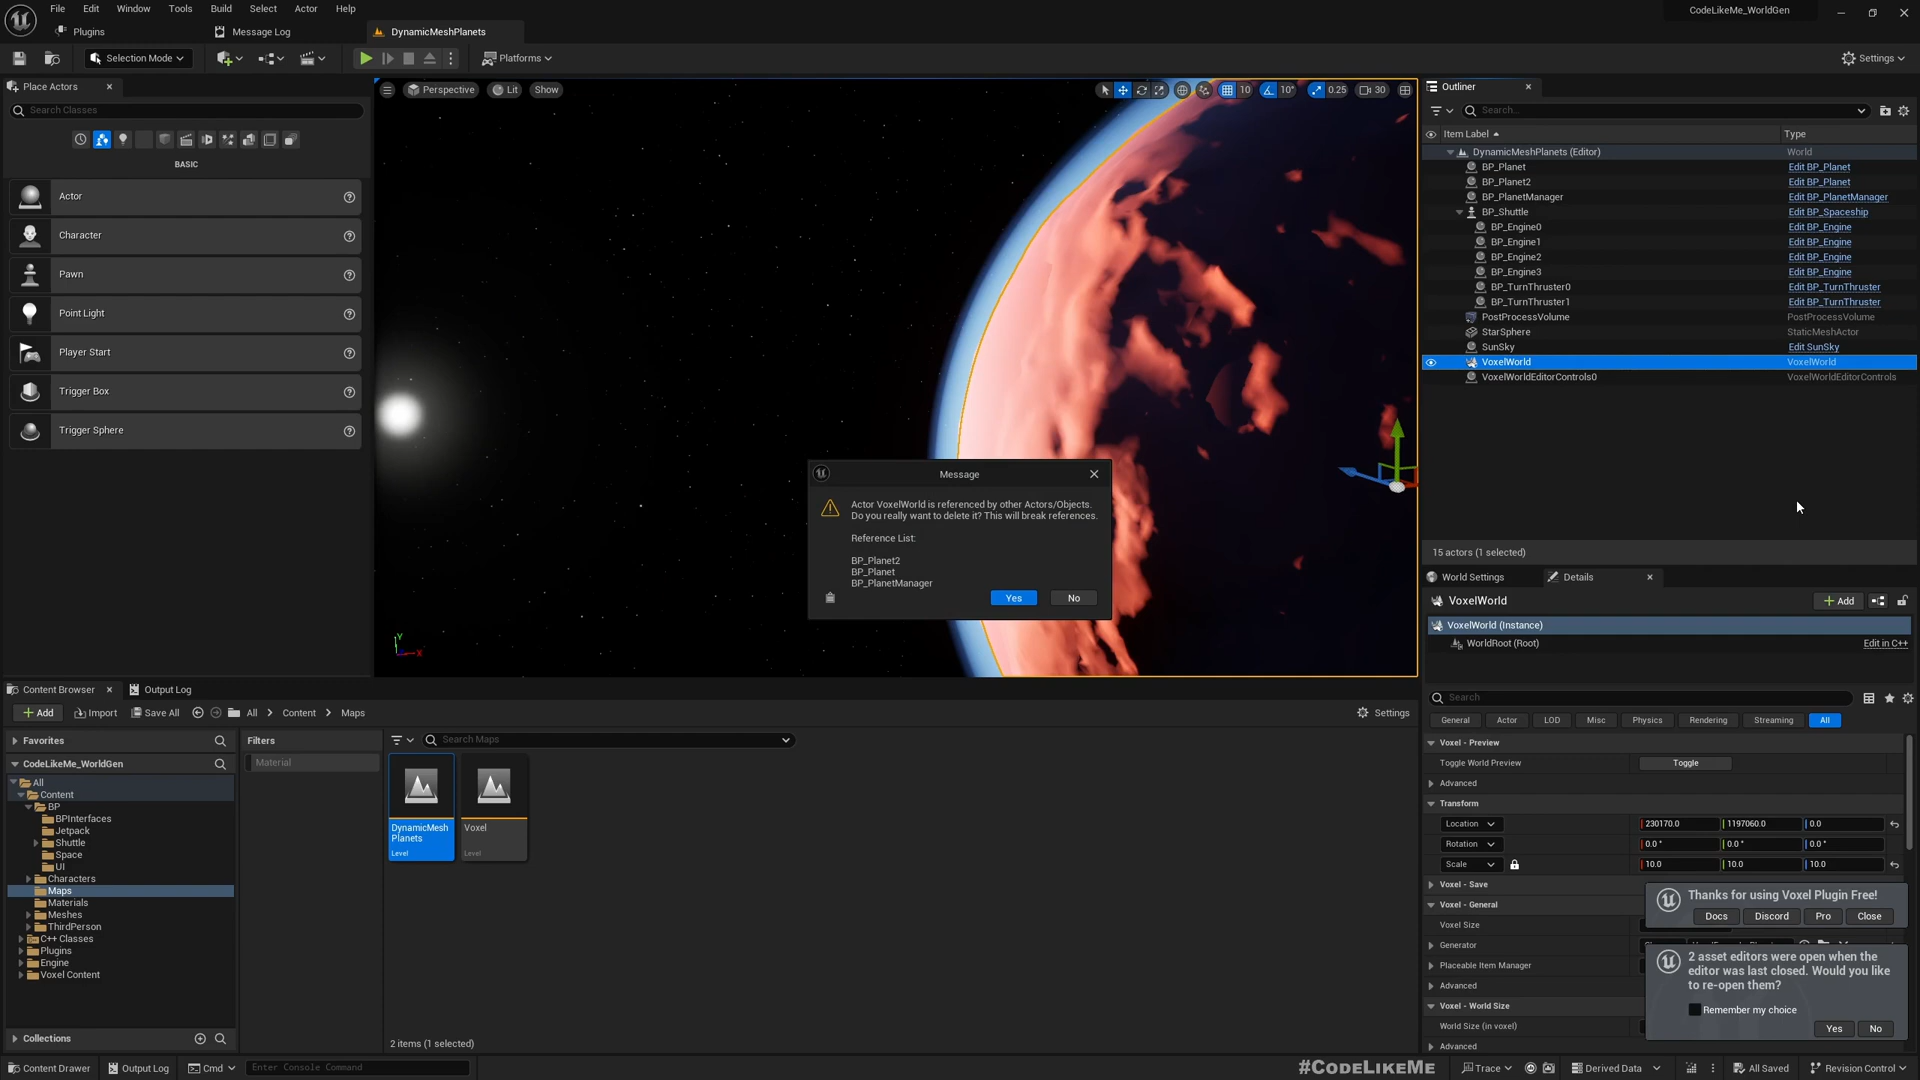 File Edit Window Tools Build Select Actor Help
CodeLikeMe_WorldGen
Plugins
Message Log
DynamicMeshPlanets
Selection Mode
Platforms
Settings
Place Actors
Search Classes
BASIC
Actor
Character
Pawn
Point Light
Player Start
Trigger Box
Trigger Sphere
Perspective
Lit
Show
10
10°
0.25
30
Y
X
Message
Actor VoxelWorld is referenced by other Actors/Objects.
Do you really want to delete it? This will break references.
Reference List:
BP_Planet2
BP_Planet
BP_PlanetManager
Yes
No
Outliner
Search...
Item Label
Type
DynamicMeshPlanets (Editor) World
BP_Planet Edit BP_Planet
BP_Planet2 Edit BP_Planet
BP_PlanetManager Edit BP_PlanetManager
BP_Shuttle Edit BP_Spaceship
BP_Engine0 Edit BP_Engine
BP_Engine1 Edit BP_Engine
BP_Engine2 Edit BP_Engine
BP_Engine3 Edit BP_Engine
BP_TurnThruster0 Edit BP_TurnThruster
BP_TurnThruster1 Edit BP_TurnThruster
PostProcessVolume PostProcessVolume
StarSphere StaticMeshActor
SunSky Edit SunSky
VoxelWorld VoxelWorld
VoxelWorldEditorControls0 VoxelWorldEditorControls
15 actors (1 selected)
World Settings
Details
VoxelWorld
Add
VoxelWorld (Instance)
WorldRoot (Root)
Edit in C++
Search
General Actor LOD Misc Physics Rendering Streaming All
Voxel - Preview
Toggle World Preview Toggle
Advanced
Transform
Location 230170.0 1197060.0 0.0
Rotation 0.0° 0.0° 0.0°
Scale 10.0 10.0 10.0
Voxel - Save
Voxel - General
Voxel Size
Generator
Placeable Item Manager
Advanced
Voxel - World Size
World Size (in voxel)
Advanced
Thanks for using Voxel Plugin Free!
Docs Discord Pro Close
2 asset editors were open when the
editor was last closed. Would you like
to re-open them?
Remember my choice
Yes No
Content Browser
Output Log
Add
Import
Save All
All
Content
Maps
Settings
Favorites
CodeLikeMe_WorldGen
All
Content
BP
BPInterfaces
Jetpack
Shuttle
Space
UI
Characters
Maps
Materials
Meshes
ThirdPerson
C++ Classes
Plugins
Engine
Voxel Content
Collections
Filters
Material
Search Maps
DynamicMesh
Planets
Level
Voxel
Level
2 items (1 selected)
Content Drawer
Output Log
Cmd
Enter Console Command
#CODELIKEME
Trace
Derived Data
All Saved
Revision Control